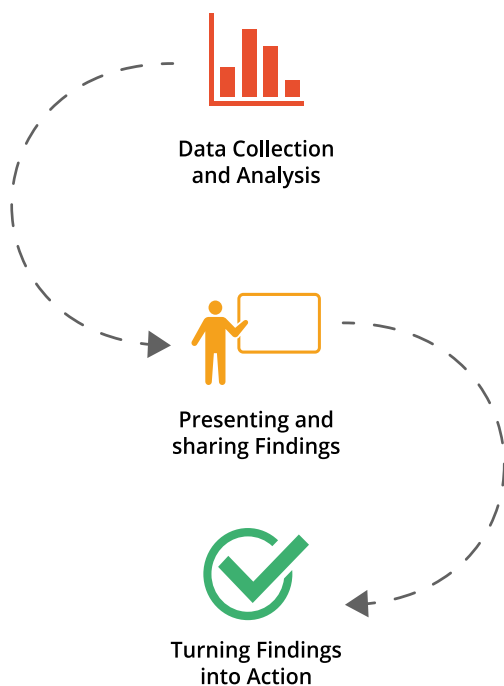 Data Collection
and Analysis
Presenting and
sharing Findings
Turning Findings
into Action